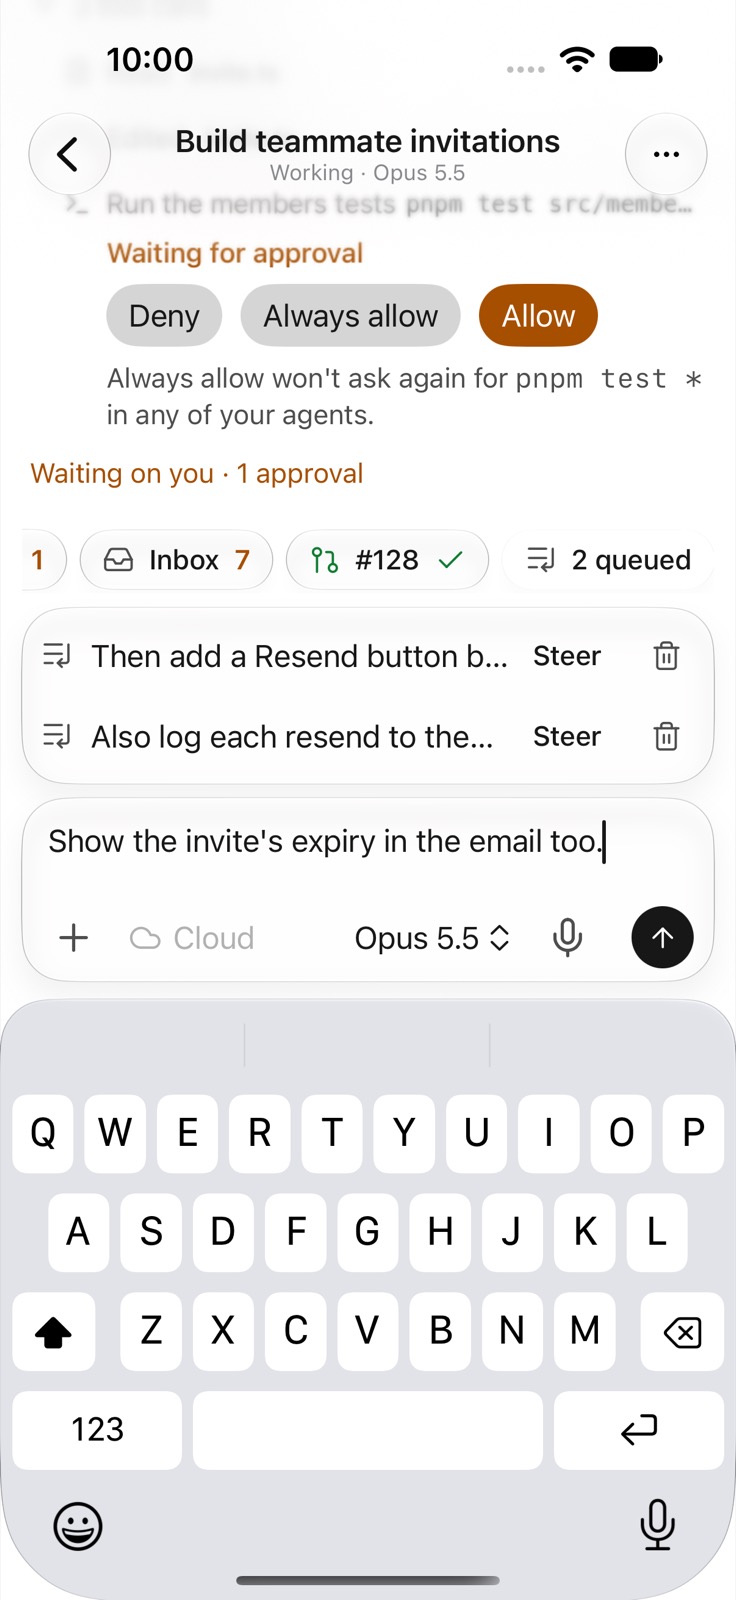 10:00
Build teammate invitations
Working · Opus 5.5
Run the members tests pnpm test src/membe…
Waiting for approval
Deny
Always allow
Allow
Always allow won't ask again for pnpm test *
in any of your agents.
Waiting on you · 1 approval
1
Inbox 7
#128
2 queued
Then add a Resend button b...
Steer
Also log each resend to the...
Steer
Show the invite's expiry in the email too.
Cloud
Opus 5.5
Q W E R T Y U I O P
A S D F G H J K L
Z X C V B N M
123